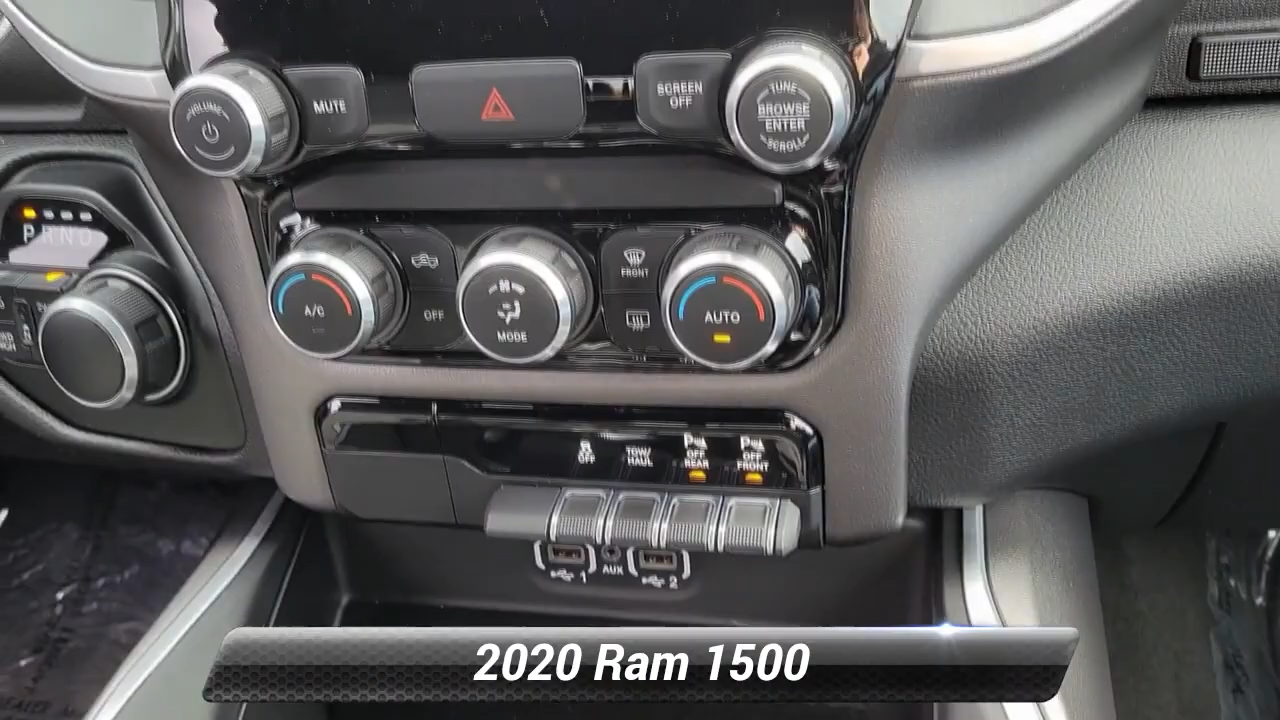 VOLUME
MUTE
SCREEN
OFF
TUNE
BROWSE
ENTER
SCROLL
P R N D
A/C
OFF
MODE
FRONT
AUTO
OFF
TOW/
HAUL
P
OFF
REAR
P
OFF
FRONT
1
AUX
2
2020 Ram 1500